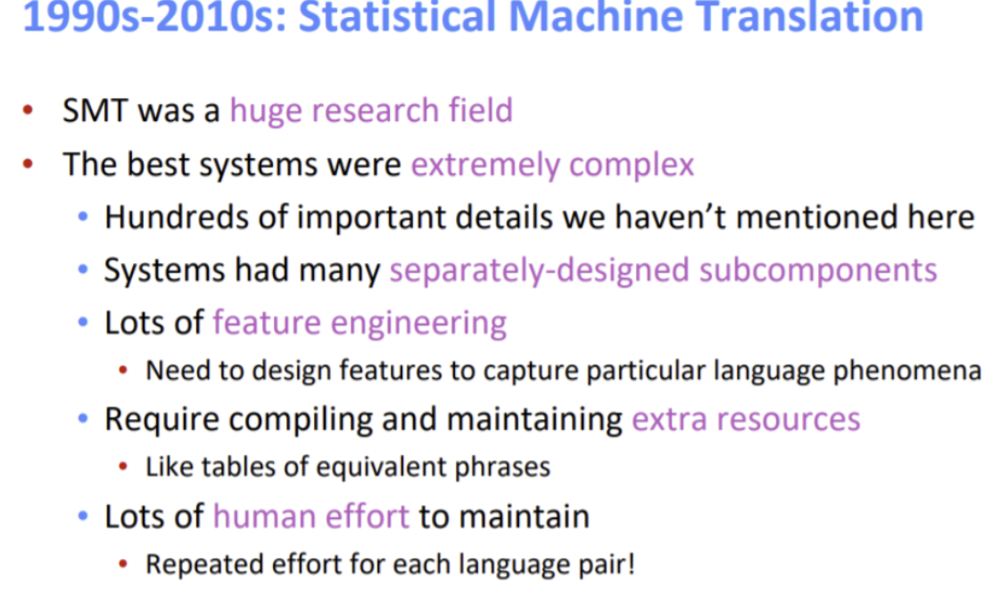 1990s-2010s: Statistical Machine Translation
• SMT was a huge research field
• The best systems were extremely complex
• Hundreds of important details we haven’t mentioned here
• Systems had many separately-designed subcomponents
• Lots of feature engineering
• Need to design features to capture particular language phenomena
• Require compiling and maintaining extra resources
• Like tables of equivalent phrases
• Lots of human effort to maintain
• Repeated effort for each language pair!